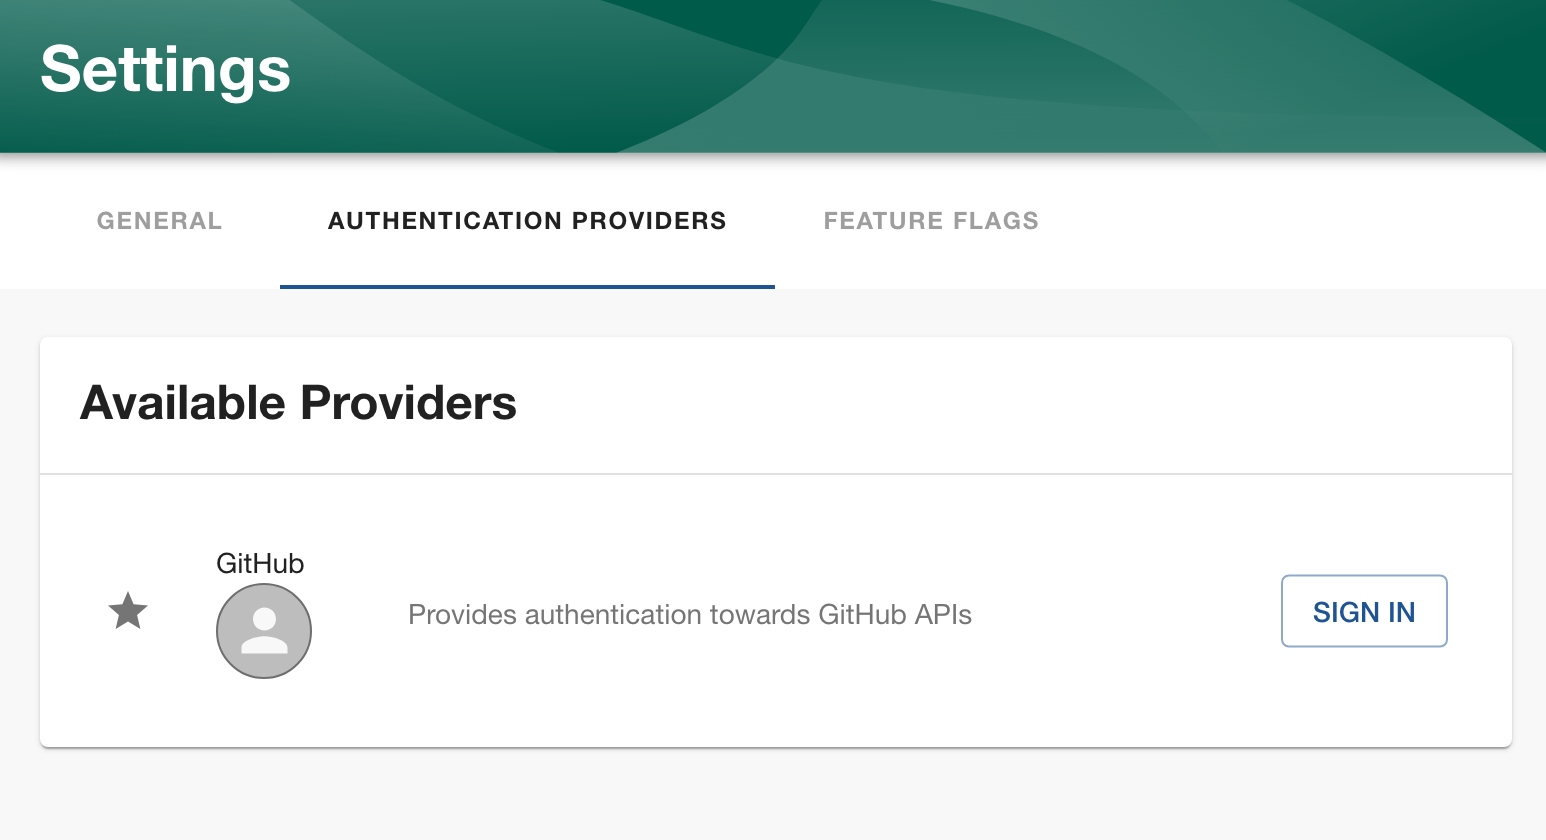 Settings
GENERAL AUTHENTICATION PROVIDERS FEATURE FLAGS
Available Providers
GitHub
Provides authentication towards GitHub APIs
SIGN IN